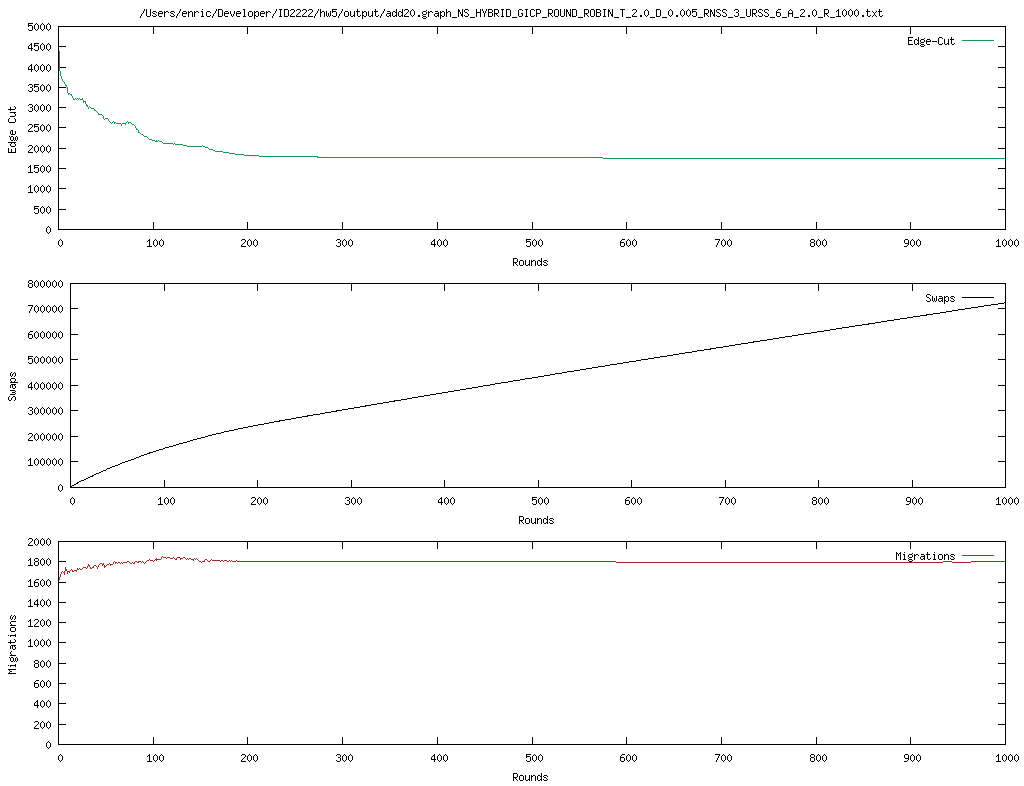 /Users/enric/Developer/ID2222/hw5/output/add20.graph_NS_HYBRID_GICP_ROUND_ROBIN_T_2.0_D_0.005_RNSS_3_URSS_6_A_2.0_R_1000.txt
5000
4500
4000
3500
3000
2500
2000
1500
1000
500
0
Edge Cut
Edge-Cut
0 100 200 300 400 500 600 700 800 900 1000
Rounds
800000
700000
600000
500000
400000
300000
200000
100000
0
Swaps
Swaps
0 100 200 300 400 500 600 700 800 900 1000
Rounds
2000
1800
1600
1400
1200
1000
800
600
400
200
0
Migrations
Migrations
0 100 200 300 400 500 600 700 800 900 1000
Rounds